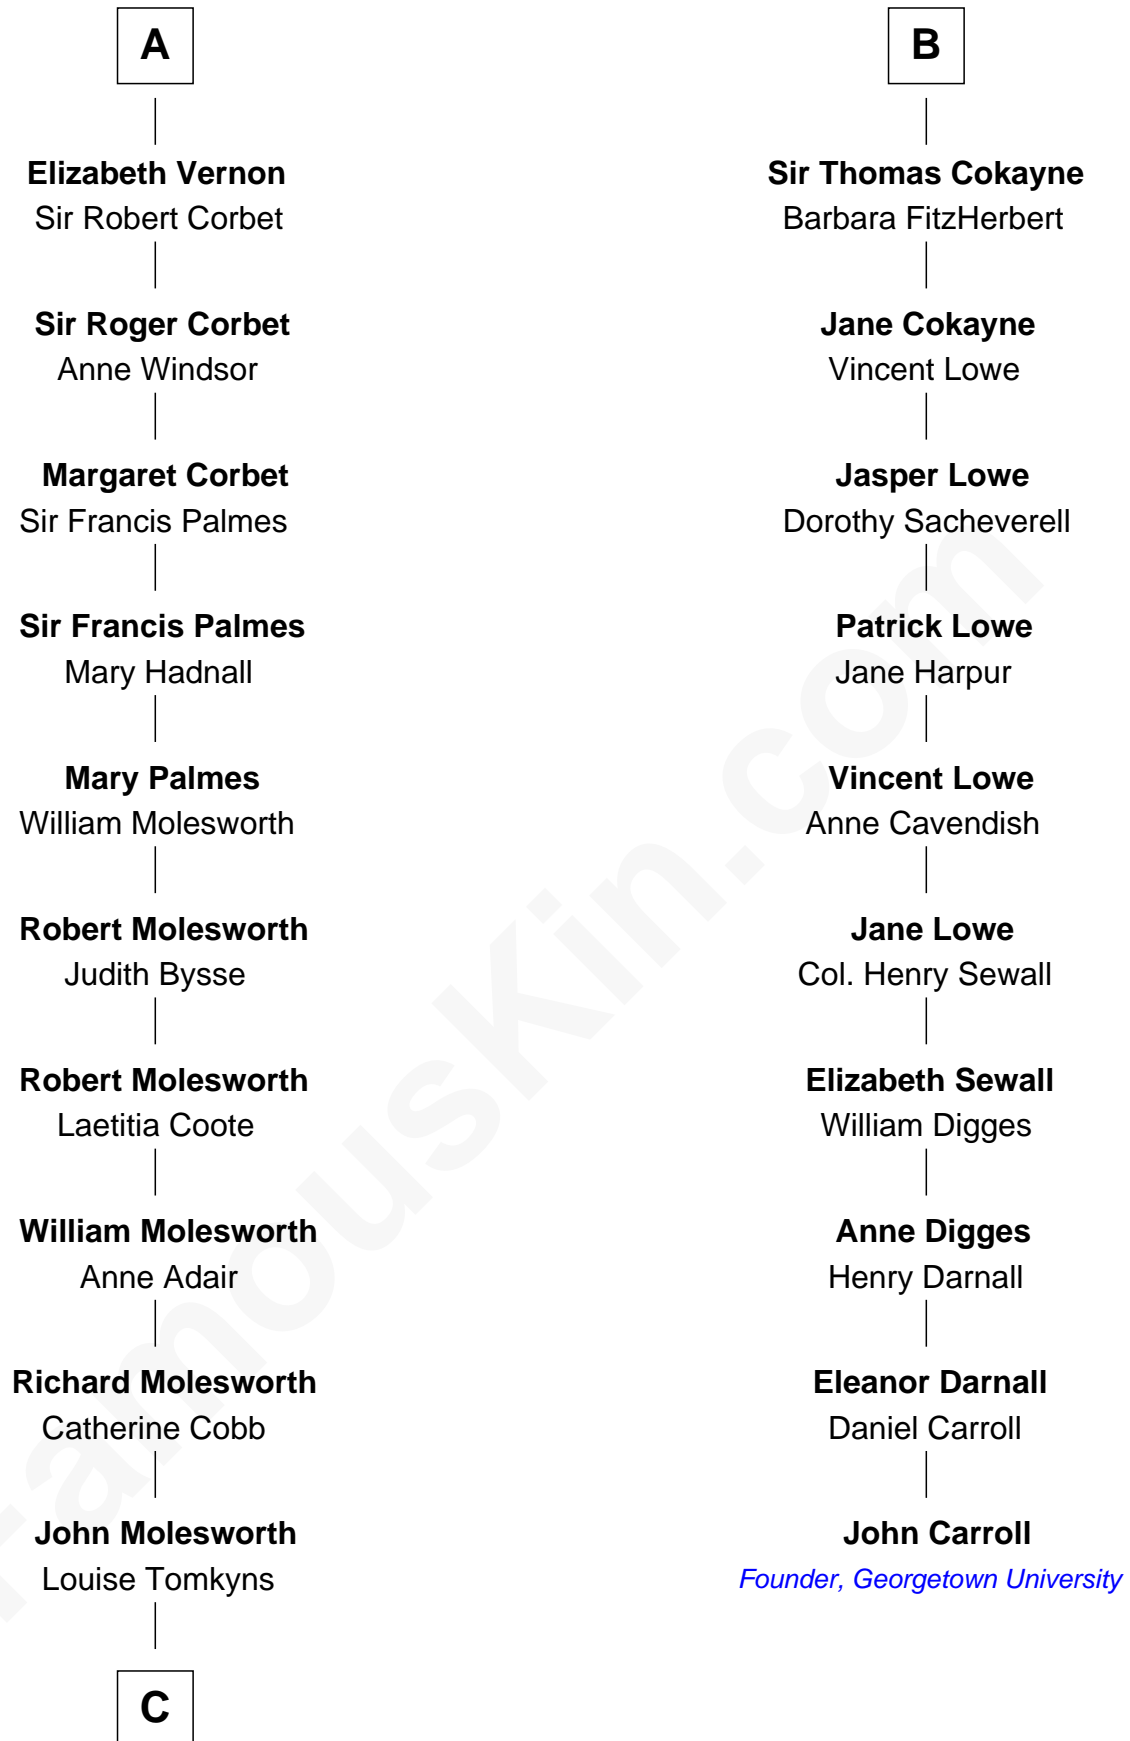 A
Elizabeth Vernon
Sir Robert Corbet
Sir Roger Corbet
Anne Windsor
Margaret Corbet
Sir Francis Palmes
Sir Francis Palmes
Mary Hadnall
Mary Palmes
William Molesworth
Robert Molesworth
Judith Bysse
Robert Molesworth
Laetitia Coote
William Molesworth
Anne Adair
Richard Molesworth
Catherine Cobb
John Molesworth
Louise Tomkyns
C
B
Sir Thomas Cokayne
Barbara FitzHerbert
Jane Cokayne
Vincent Lowe
Jasper Lowe
Dorothy Sacheverell
Patrick Lowe
Jane Harpur
Vincent Lowe
Anne Cavendish
Jane Lowe
Col. Henry Sewall
Elizabeth Sewall
William Digges
Anne Digges
Henry Darnall
Eleanor Darnall
Daniel Carroll
John Carroll
Founder, Georgetown University
FamousKin.com